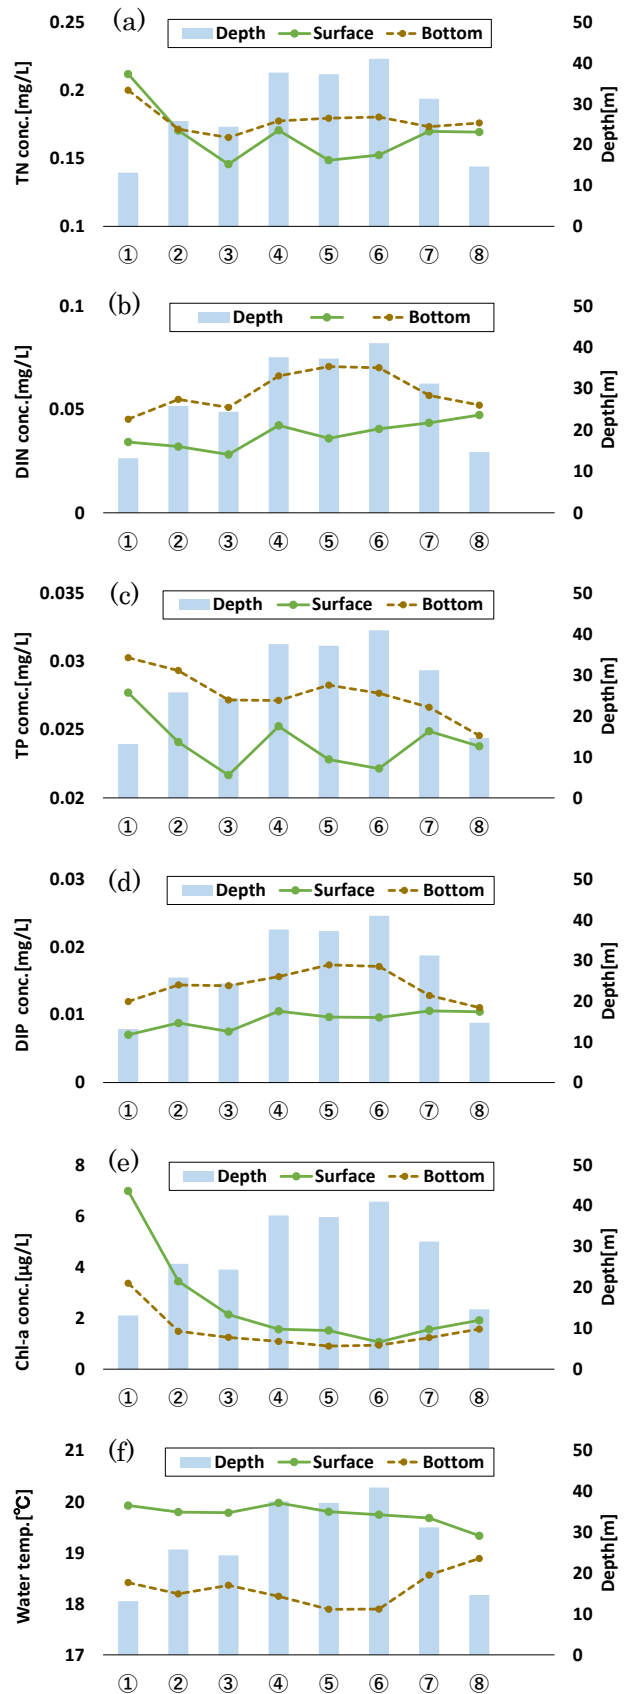 (a)
Depth Surface Bottom
TN conc.[mg/L]
0.25
0.2
0.15
0.1
50
40
30
20
10
0
Depth[m]
① ② ③ ④ ⑤ ⑥ ⑦ ⑧
(b)
Depth Bottom
DIN conc.[mg/L]
0.1
0.05
0
50
40
30
20
10
0
Depth[m]
① ② ③ ④ ⑤ ⑥ ⑦ ⑧
(c)
Depth Surface Bottom
TP comc.[mg/L]
0.035
0.03
0.025
0.02
50
40
30
20
10
0
Depth[m]
① ② ③ ④ ⑤ ⑥ ⑦ ⑧
(d)
Depth Surface Bottom
DIP conc.[mg/L]
0.03
0.02
0.01
0
50
40
30
20
10
0
Depth[m]
① ② ③ ④ ⑤ ⑥ ⑦ ⑧
(e)
Depth Surface Bottom
Chl-a conc.[μg/L]
8
6
4
2
0
50
40
30
20
10
0
Depth[m]
① ② ③ ④ ⑤ ⑥ ⑦ ⑧
(f)
Depth Surface Bottom
Water temp.[℃]
21
20
19
18
17
50
40
30
20
10
0
Depth[m]
① ② ③ ④ ⑤ ⑥ ⑦ ⑧